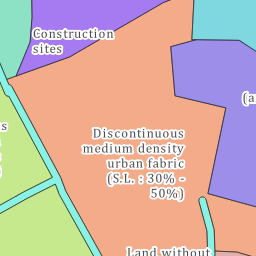 Construction
sites
(a
s
Discontinuous
medium density
urban fabric
(S.L. : 30% -
50%)
Land without